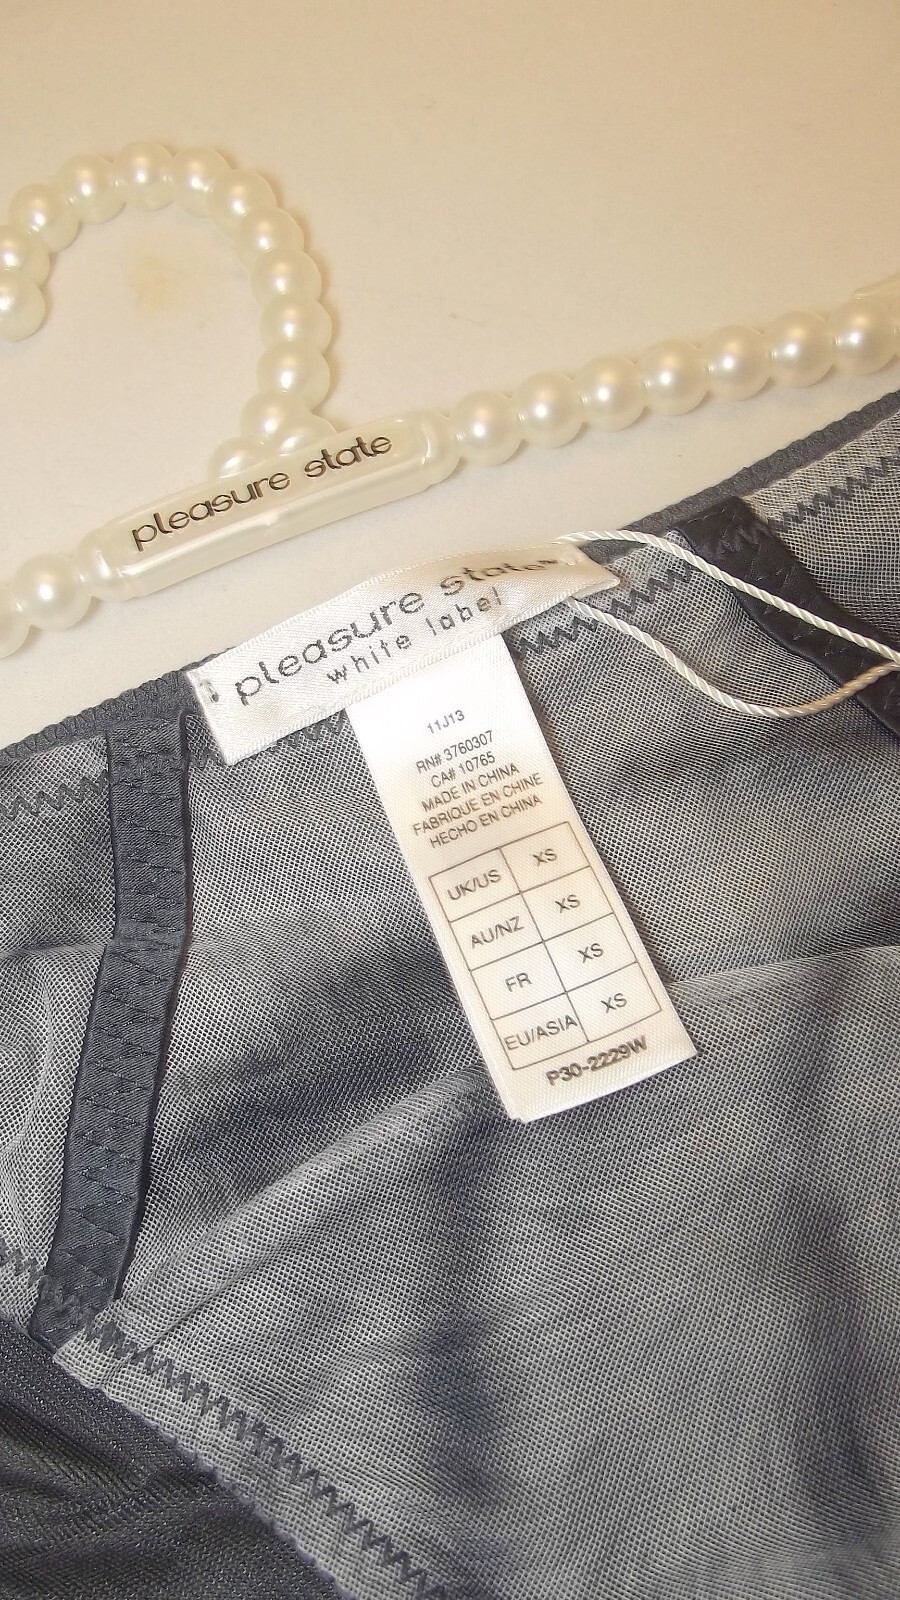 pleasure state
pleasure state™
white label
11J13
RN# 3760307
CA# 10765
MADE IN CHINA
FABRIQUE EN CHINE
HECHO EN CHINA
UK/US XS
AU/NZ XS
FR XS
EU/ASIA XS
P30-2229W